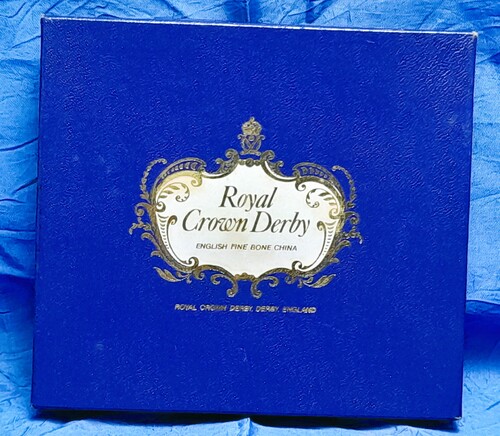 Royal
Crown Derby
ENGLISH FINE BONE CHINA
ROYAL CROWN DERBY, DERBY, ENGLAND